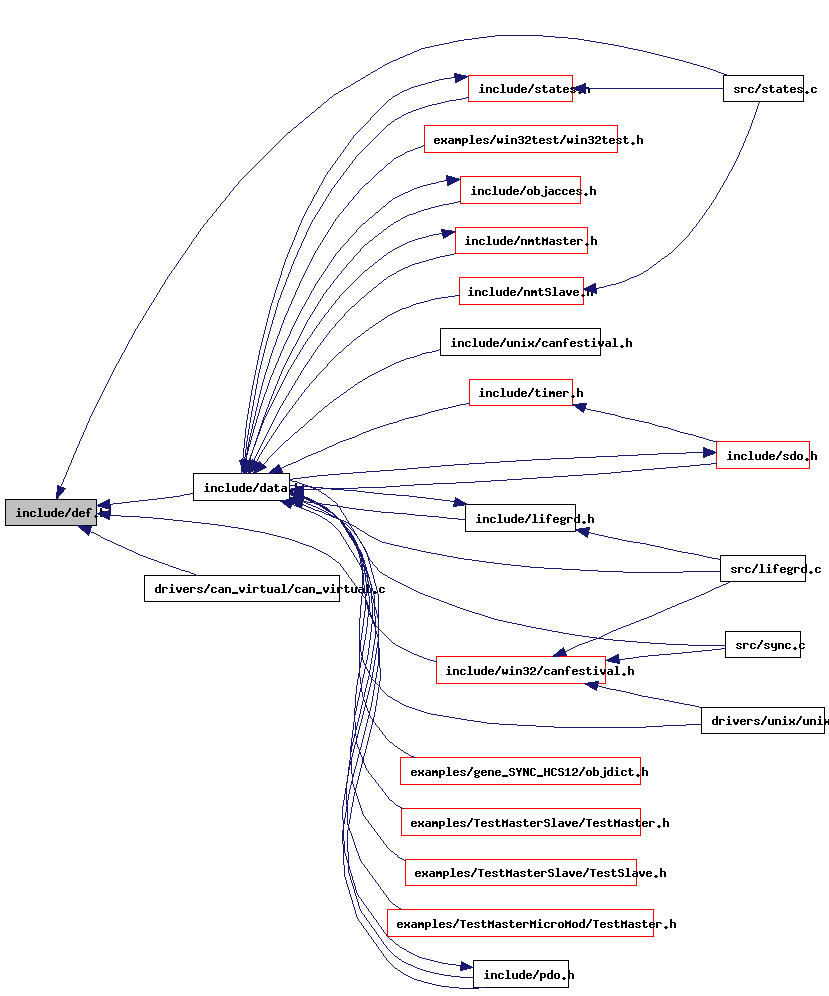 include/states.h
src/states.c
examples/win32test/win32test.h
include/objacces.h
include/nmtMaster.h
include/nmtSlave.h
include/unix/canfestival.h
include/timer.h
include/sdo.h
include/data.h
include/def.
include/lifegrd.h
src/lifegrd.c
drivers/can_virtual/can_virtual.c
src/sync.c
include/win32/canfestival.h
drivers/unix/unix
examples/gene_SYNC_HCS12/objdict.h
examples/TestMasterSlave/TestMaster.h
examples/TestMasterSlave/TestSlave.h
examples/TestMasterMicroMod/TestMaster.h
include/pdo.h